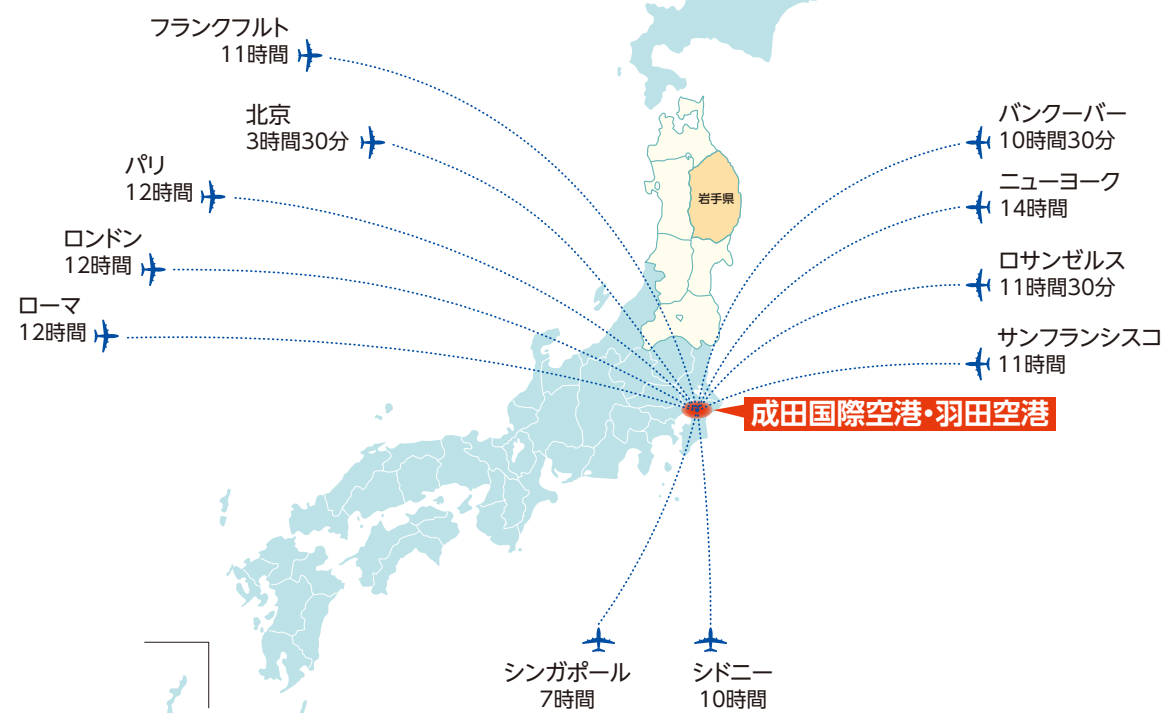 フランクフルト
11時間
北京
3時間30分
パリ
12時間
ロンドン
12時間
ローマ
12時間
岩手県
バンクーバー
10時間30分
ニューヨーク
14時間
ロサンゼルス
11時間30分
サンフランシスコ
11時間
成田国際空港・羽田空港
シンガポール
7時間
シドニー
10時間